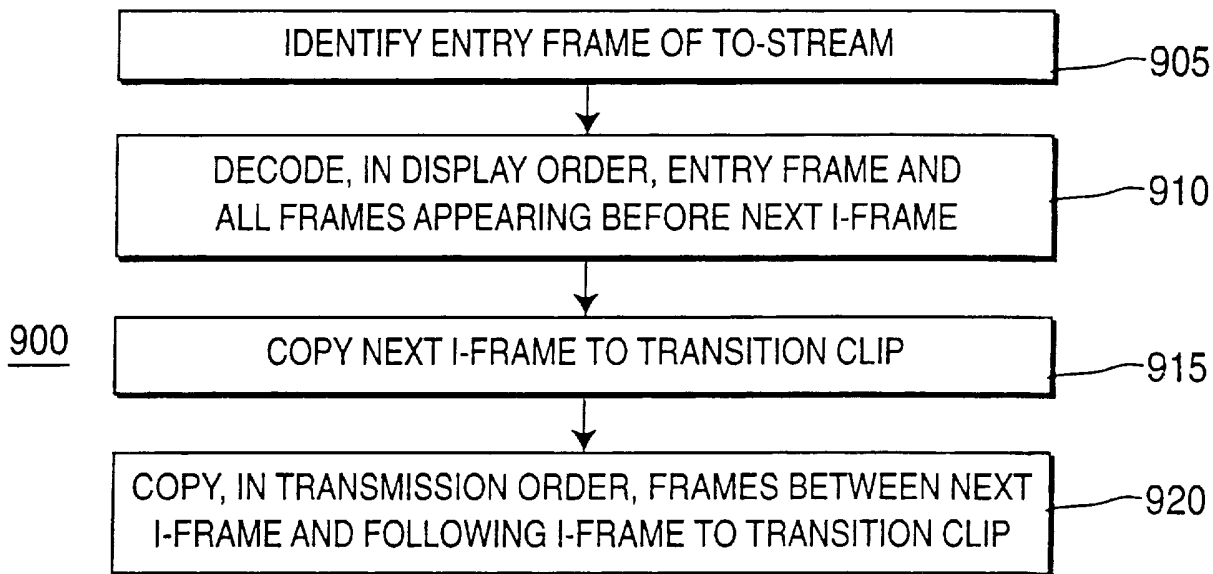 IDENTIFY ENTRY FRAME OF TO-STREAM
905
DECODE, IN DISPLAY ORDER, ENTRY FRAME AND
ALL FRAMES APPEARING BEFORE NEXT I-FRAME
910
900
COPY NEXT I-FRAME TO TRANSITION CLIP
915
COPY, IN TRANSMISSION ORDER, FRAMES BETWEEN NEXT
I-FRAME AND FOLLOWING I-FRAME TO TRANSITION CLIP
920